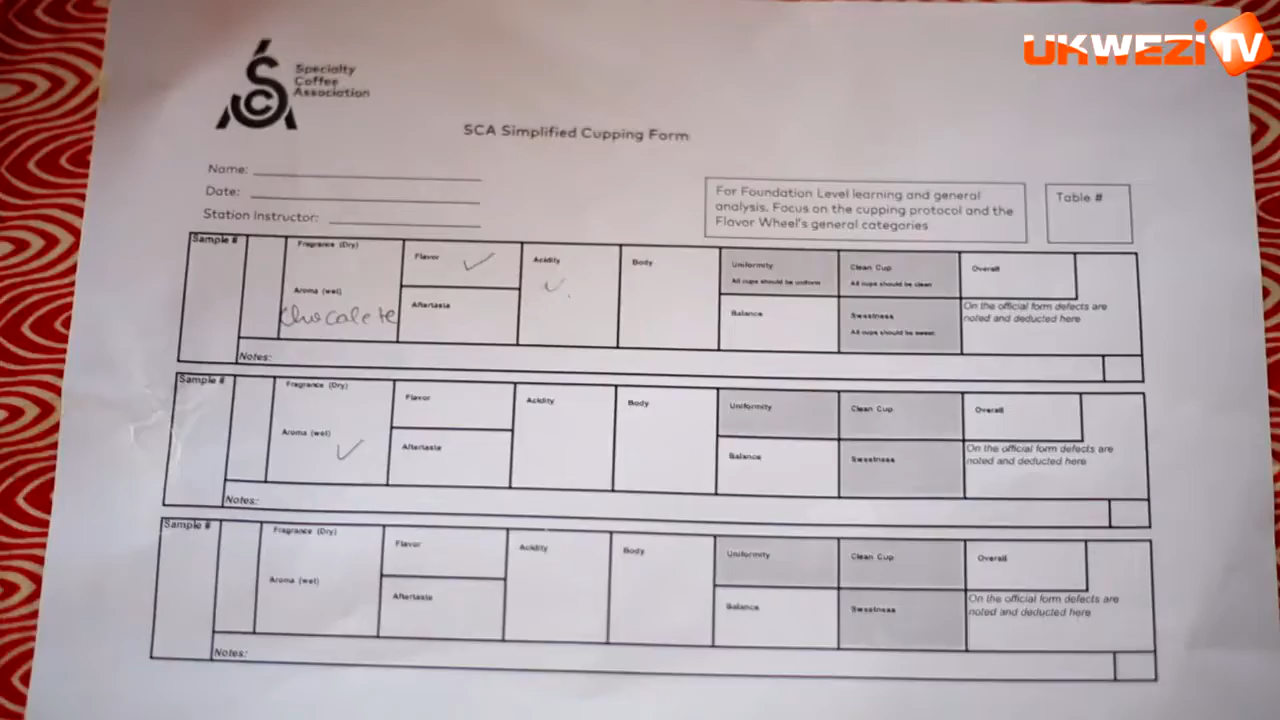 UKWEZI TV
Specialty
Coffee
Association
SCA Simplified Cupping Form
Name:
Date:
Station Instructor:
For Foundation Level learning and general
analysis. Focus on the cupping protocol and the
Flavor Wheel's general categories
Table #
Sample #
Fragrance (Dry)
Aroma (wet)
Chocalete
Flavor ✓
Aftertaste
Acidity
✓
Body
Uniformity
All cups should be uniform
Balance
Clean Cup
All cups should be clean
Sweetness
All cups should be sweet
Overall
On the official form defects are
noted and deducted here
Notes:
Sample #
Fragrance (Dry)
Aroma (wet)
✓
Flavor
Aftertaste
Acidity
Body
Uniformity
Balance
Clean Cup
Sweetness
Overall
On the official form defects are
noted and deducted here
Notes:
Sample #
Fragrance (Dry)
Aroma (wet)
Flavor
Aftertaste
Acidity
Body
Uniformity
Balance
Clean Cup
Sweetness
Overall
On the official form defects are
noted and deducted here
Notes: